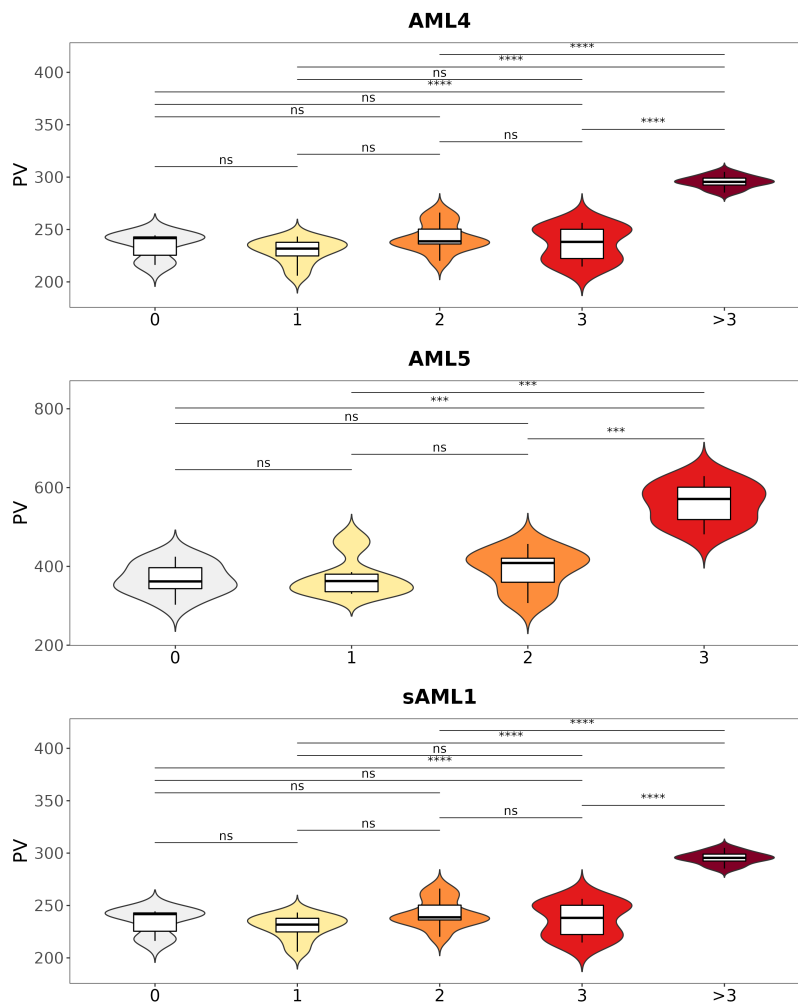 AML4
****
****
ns
400
****
ns
ns
350
****
ns
ns
ns
300
PV
250
200
0 1 2 3 >3
AML5
***
800
***
ns
***
ns
ns
600
PV
400
200
0 1 2 3
sAML1
****
****
ns
400
****
ns
ns
350
****
ns
ns
ns
300
PV
250
200
0 1 2 3 >3